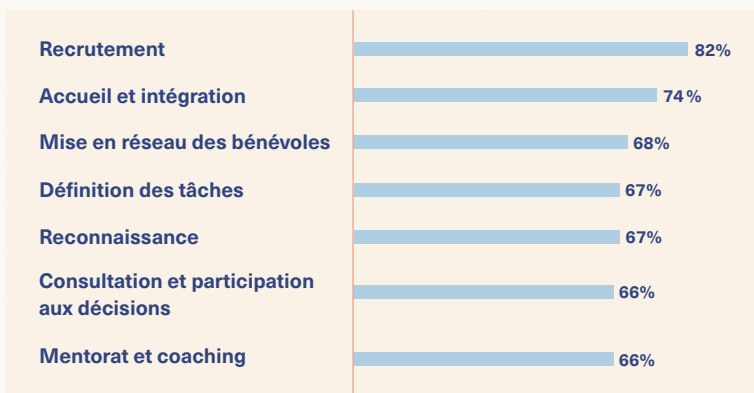 Recrutement 82%
Accueil et intégration 74%
Mise en réseau des bénévoles 68%
Définition des tâches 67%
Reconnaissance 67%
Consultation et participation
aux décisions 66%
Mentorat et coaching 66%